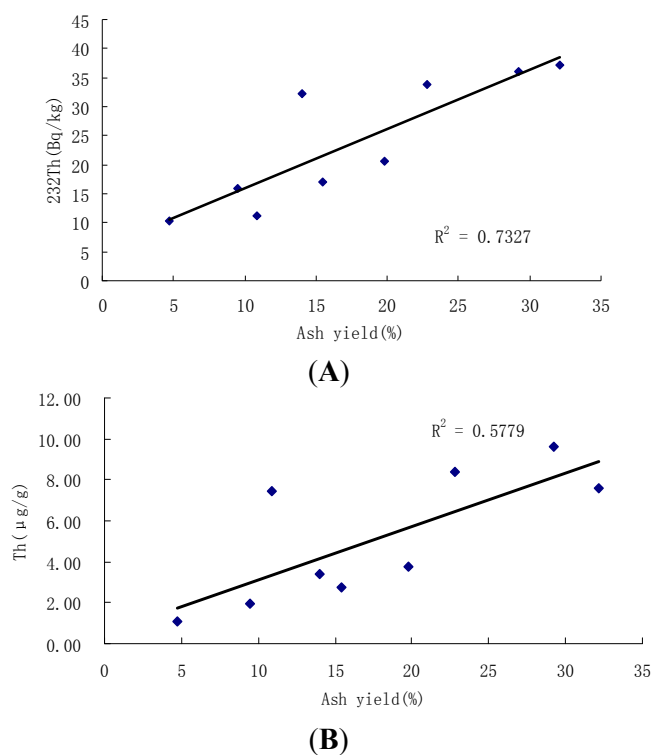 45
40
35
30
25
20
15
10
5
0
232Th(Bq/kg)
R² = 0.7327
0 5 10 15 20 25 30 35
Ash yield(%)
(A)
12.00
10.00
8.00
6.00
4.00
2.00
0.00
Th(μg/g)
R² = 0.5779
0 5 10 15 20 25 30 35
Ash yield(%)
(B)